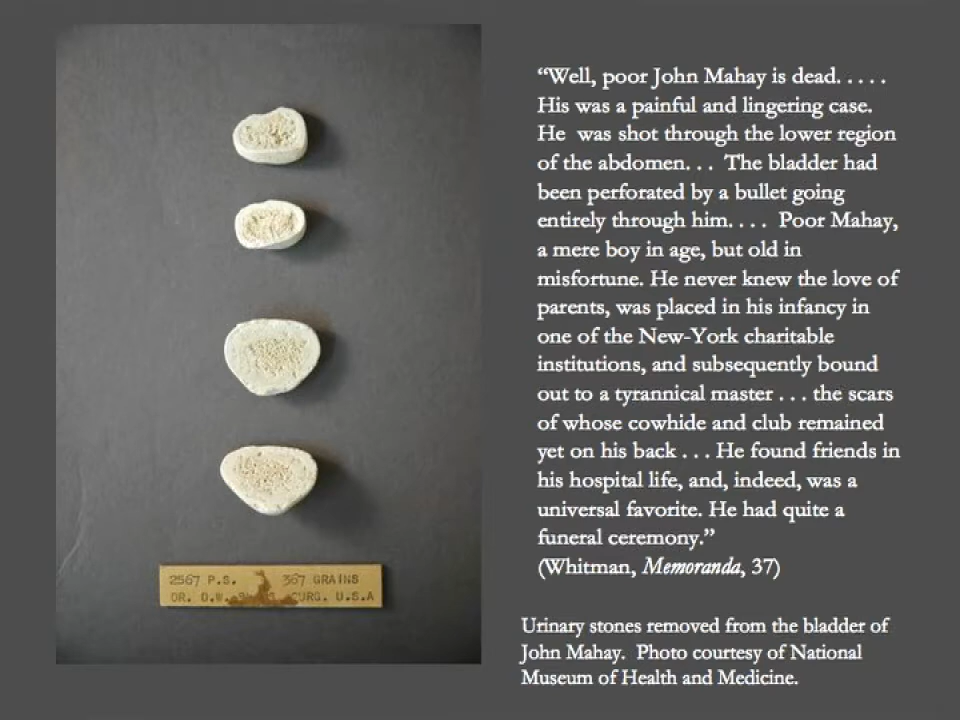 “Well, poor John Mahay is dead. . . . .
His was a painful and lingering case.
He was shot through the lower region
of the abdomen. . . The bladder had
been perforated by a bullet going
entirely through him. . . . Poor Mahay,
a mere boy in age, but old in
misfortune. He never knew the love of
parents, was placed in his infancy in
one of the New-York charitable
institutions, and subsequently bound
out to a tyrannical master . . . the scars
of whose cowhide and club remained
yet on his back . . . He found friends in
his hospital life, and, indeed, was a
universal favorite. He had quite a
funeral ceremony.”
(Whitman, Memoranda, 37)
Urinary stones removed from the bladder of
John Mahay. Photo courtesy of National
Museum of Health and Medicine.
2567 P.S. 367 GRAINS
DR. D.W. SURG. U.S.A